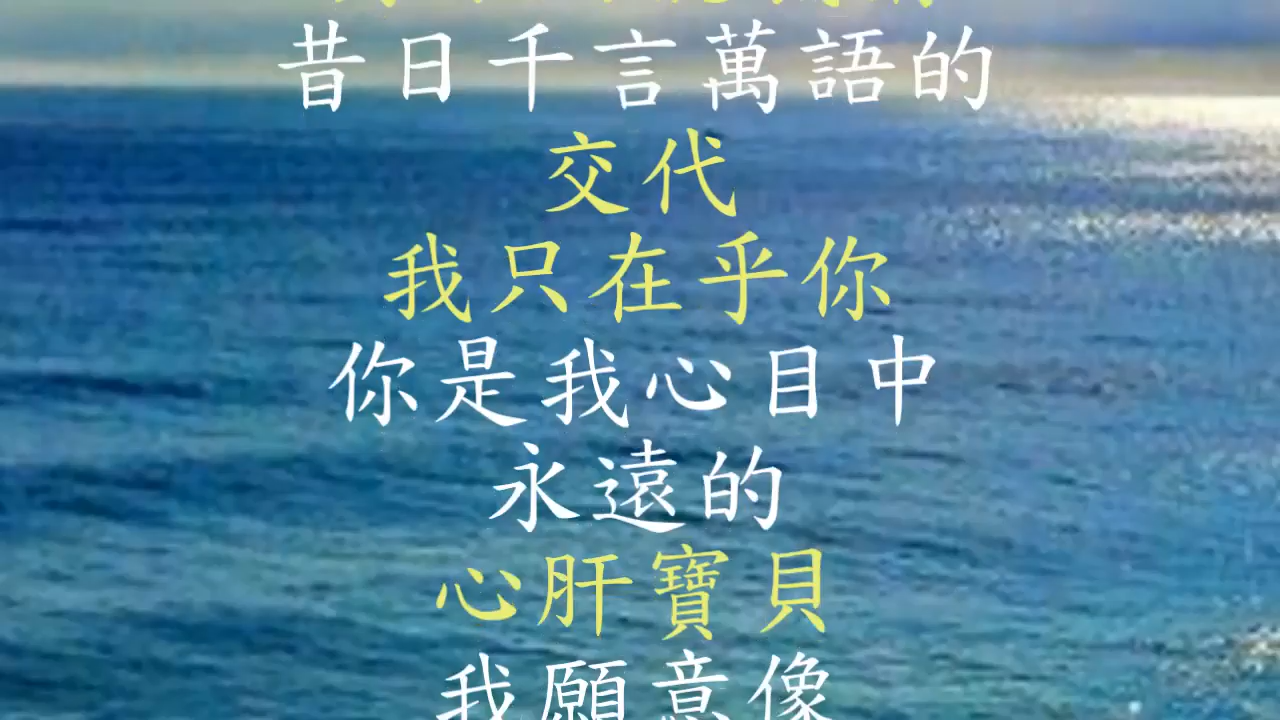 昔日千言萬語的
交代
我只在乎你
你是我心目中
永遠的
心肝寶貝
我願意像